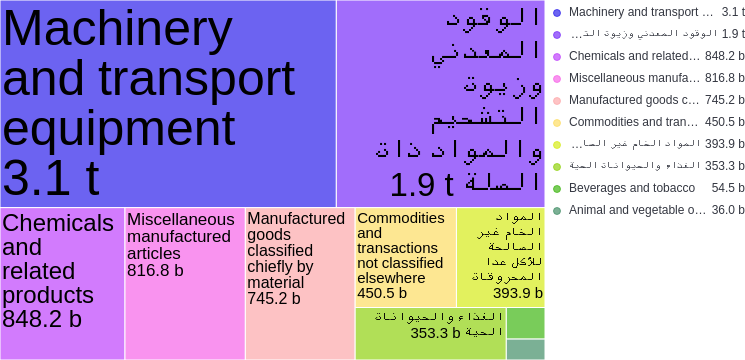 Machinery
and transport
equipment
3.1 t
الوقود
المعدني
وزيوت
التشحيم
والمواد ذات
الصلة 1.9 t
Chemicals
and
related
products
848.2 b
Miscellaneous
manufactured
articles
816.8 b
Manufactured
goods
classified
chiefly by
material
745.2 b
Commodities
and
transactions
not classified
elsewhere
450.5 b
المواد
الخام غير
الصالحة
للأكل عدا
المحروقات
393.9 b
الغذاء والحيوانات
الحية 353.3 b
Machinery and transport ... 3.1 t
الوقود المعدني وزيوت الت... 1.9 t
Chemicals and related... 848.2 b
Miscellaneous manufa... 816.8 b
Manufactured goods c... 745.2 b
Commodities and tran... 450.5 b
المواد الخام غير الصا... 393.9 b
الغذاء والحيوانات الحية 353.3 b
Beverages and tobacco 54.5 b
Animal and vegetable o... 36.0 b